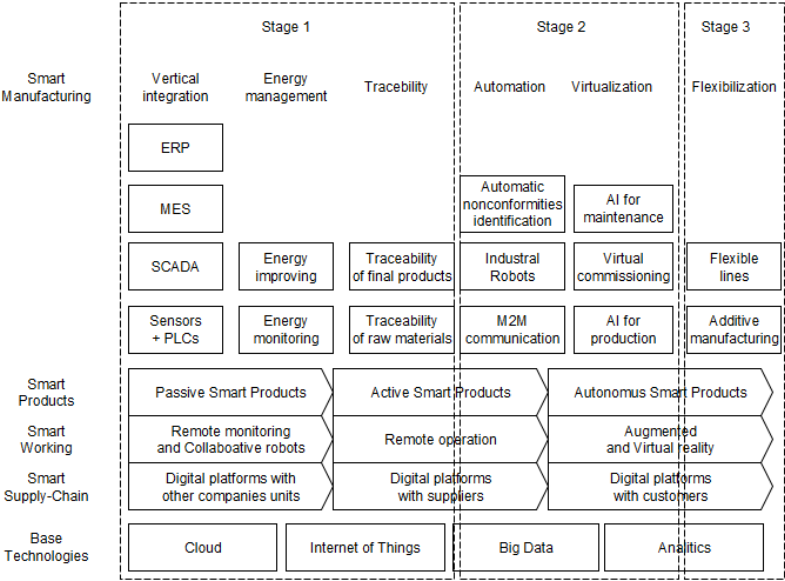 Stage 1
Stage 2
Stage 3
Smart
Manufacturing
Vertical
integration
Energy
management
Tracebility
Automation
Virtualization
Flexibilization
ERP
MES
Automatic
nonconformities
identification
AI for
maintenance
SCADA
Energy
improving
Traceability
of final products
Industral
Robots
Virtual
commissioning
Flexible
lines
Sensors
+ PLCs
Energy
monitoring
Traceability
of raw materials
M2M
communication
AI for
production
Additive
manufacturing
Smart
Products
Passive Smart Products
Active Smart Products
Autonomus Smart Products
Smart
Working
Remote monitoring
and Collaboative robots
Remote operation
Augmented
and Virtual reality
Smart
Supply-Chain
Digital platforms with
other companies units
Digital platforms
with suppliers
Digital platforms
with customers
Base
Technologies
Cloud
Internet of Things
Big Data
Analitics